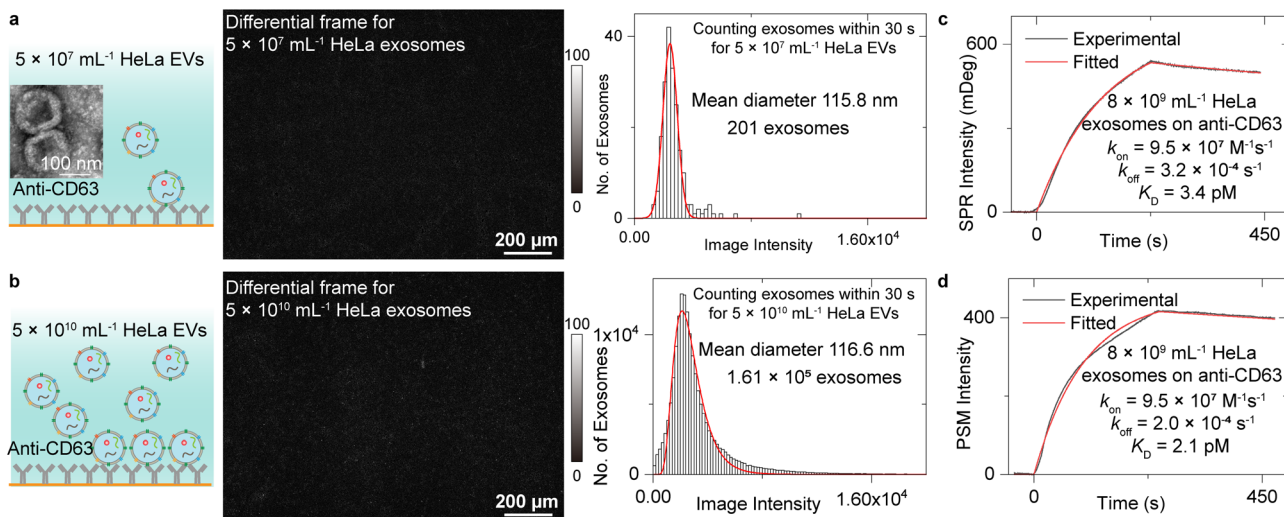 a
5 × 10⁷ mL⁻¹ HeLa EVs
100 nm
Anti-CD63
Differential frame for
5 × 10⁷ mL⁻¹ HeLa exosomes
200 µm
100
0
No. of Exosomes
40
0
0.00
1.60x10⁴
Image Intensity
Counting exosomes within 30 s
for 5 × 10⁷ mL⁻¹ HeLa EVs
Mean diameter 115.8 nm
201 exosomes
c
SPR Intensity (mDeg)
600
0
0
450
Time (s)
Experimental
Fitted
8 × 10⁹ mL⁻¹ HeLa
exosomes on anti-CD63
kon = 9.5 × 10⁷ M⁻¹s⁻¹
koff = 3.2 × 10⁻⁴ s⁻¹
KD = 3.4 pM
b
5 × 10¹⁰ mL⁻¹ HeLa EVs
Anti-CD63
Differential frame for
5 × 10¹⁰ mL⁻¹ HeLa exosomes
200 µm
100
0
No. of Exosomes
1×10⁴
0
0.00
1.60x10⁴
Image Intensity
Counting exosomes within 30 s
for 5 × 10¹⁰ mL⁻¹ HeLa EVs
Mean diameter 116.6 nm
1.61 × 10⁵ exosomes
d
PSM Intensity
400
0
0
450
Time (s)
Experimental
Fitted
8 × 10⁹ mL⁻¹ HeLa
exosomes on anti-CD63
kon = 9.5 × 10⁷ M⁻¹s⁻¹
koff = 2.0 × 10⁻⁴ s⁻¹
KD = 2.1 pM